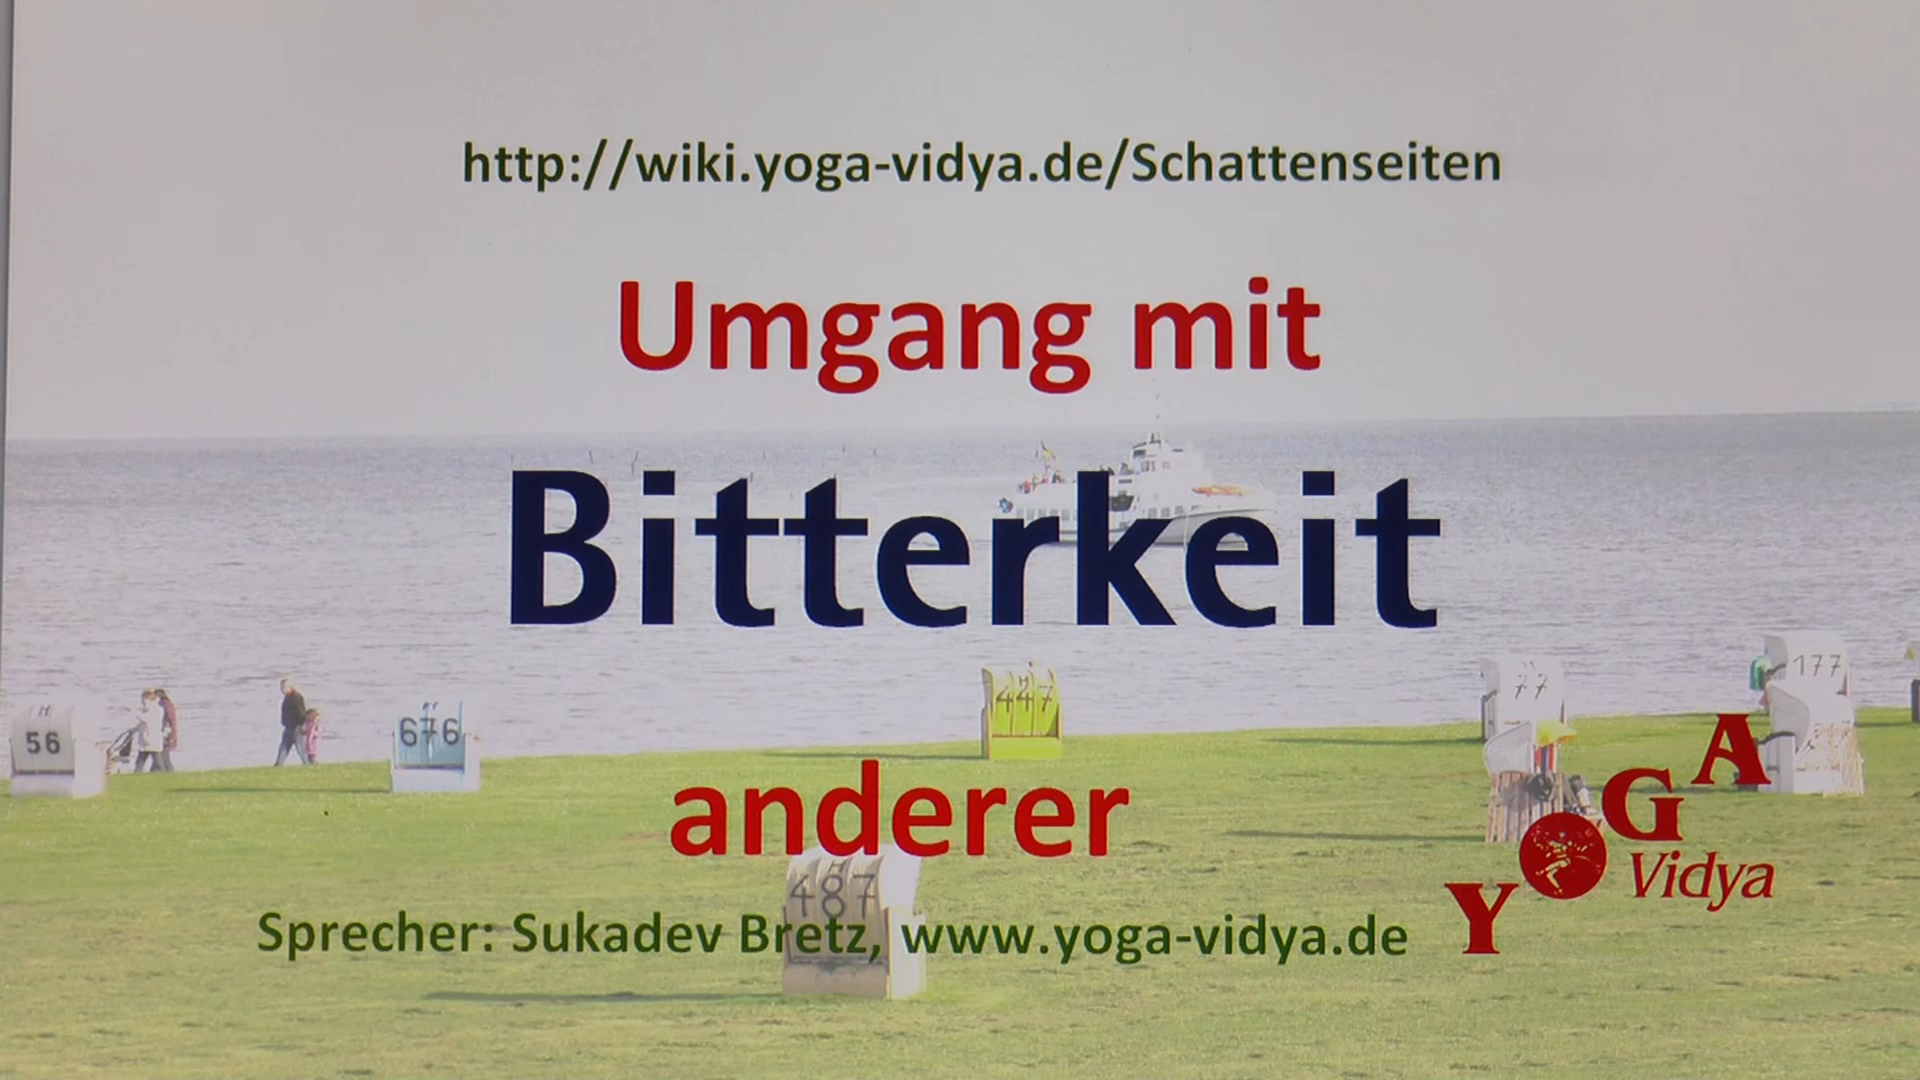 http://wiki.yoga-vidya.de/Schattenseiten
Umgang mit
Bitterkeit
447
177
77
56
676
anderer
487
Sprecher: Sukadev Bretz, www.yoga-vidya.de
YOGA
Vidya